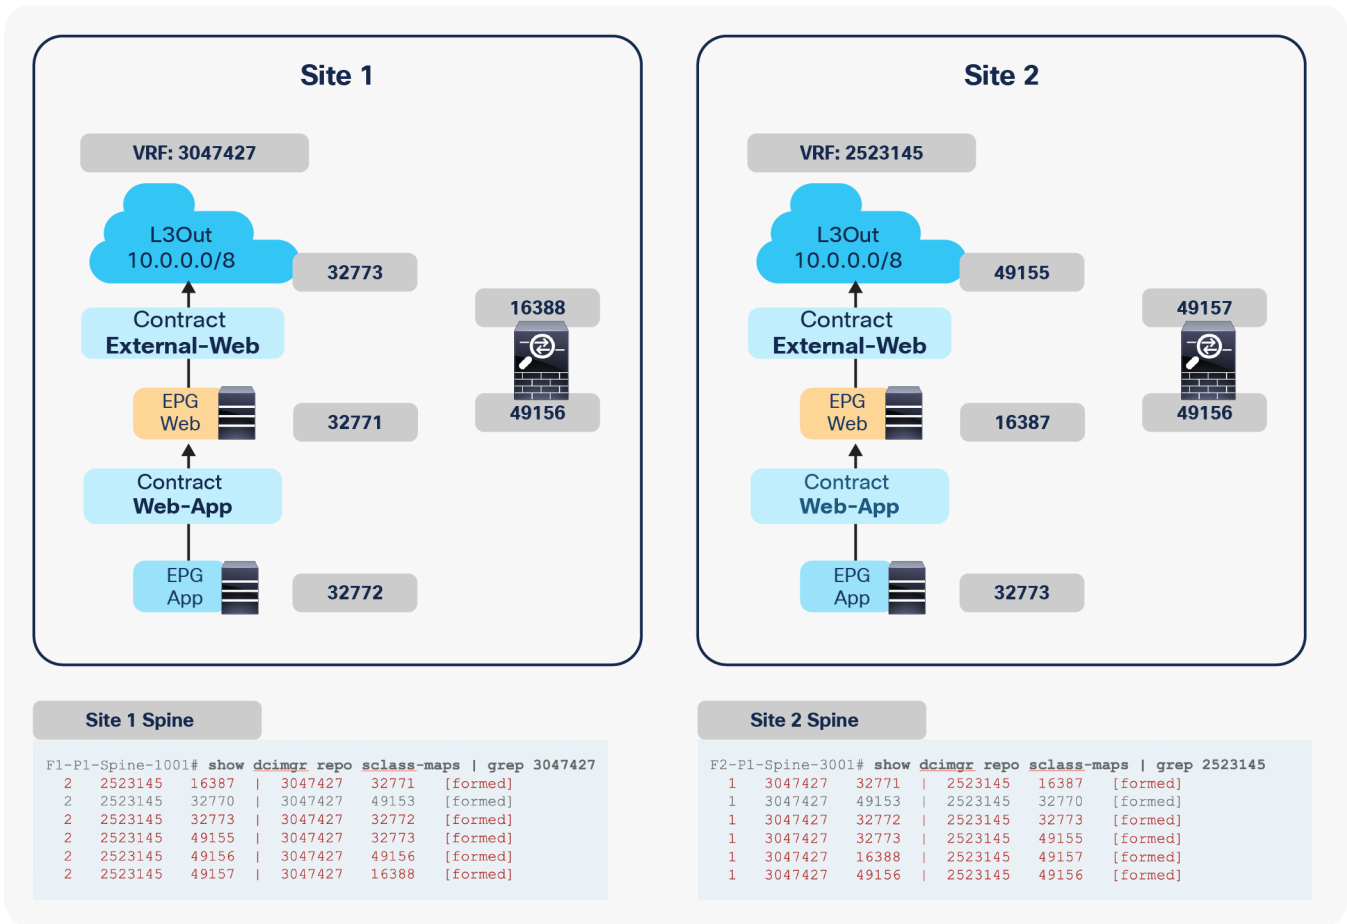 Site 1
VRF: 3047427
L3Out
10.0.0.0/8
32773
16388
Contract
External-Web
EPG
Web
32771
49156
Contract
Web-App
EPG
App
32772
Site 2
VRF: 2523145
L3Out
10.0.0.0/8
49155
49157
Contract
External-Web
EPG
Web
16387
49156
Contract
Web-App
EPG
App
32773
Site 1 Spine
F1-P1-Spine-1001# show dcimgr repo sclass-maps | grep 3047427
2 2523145 16387 | 3047427 32771 [formed]
2 2523145 32770 | 3047427 49153 [formed]
2 2523145 32773 | 3047427 32772 [formed]
2 2523145 49155 | 3047427 32773 [formed]
2 2523145 49156 | 3047427 49156 [formed]
2 2523145 49157 | 3047427 16388 [formed]
Site 2 Spine
F2-P1-Spine-3001# show dcimgr repo sclass-maps | grep 2523145
1 3047427 32771 | 2523145 16387 [formed]
1 3047427 49153 | 2523145 32770 [formed]
1 3047427 32772 | 2523145 32773 [formed]
1 3047427 32773 | 2523145 49155 [formed]
1 3047427 16388 | 2523145 49157 [formed]
1 3047427 49156 | 2523145 49156 [formed]